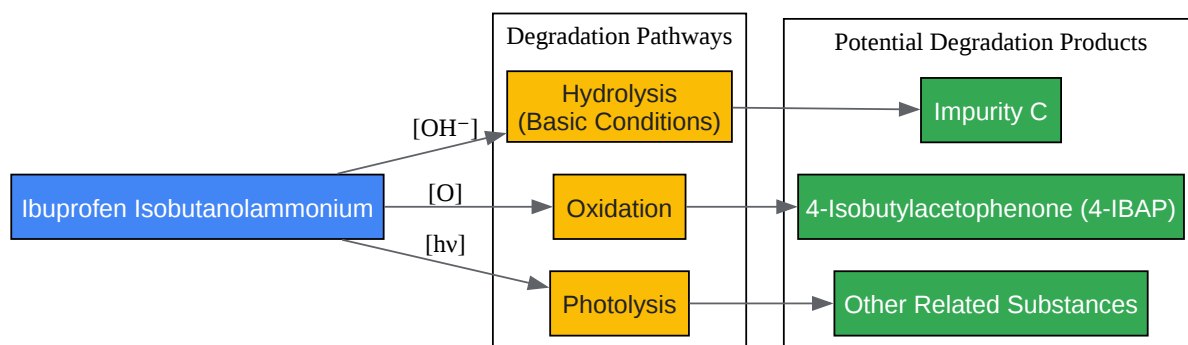 Degradation Pathways
Potential Degradation Products
Hydrolysis
(Basic Conditions)
Impurity C
[OH⁻]
Ibuprofen Isobutanolammonium
[O]
Oxidation
4-Isobutylacetophenone (4-IBAP)
[hν]
Photolysis
Other Related Substances